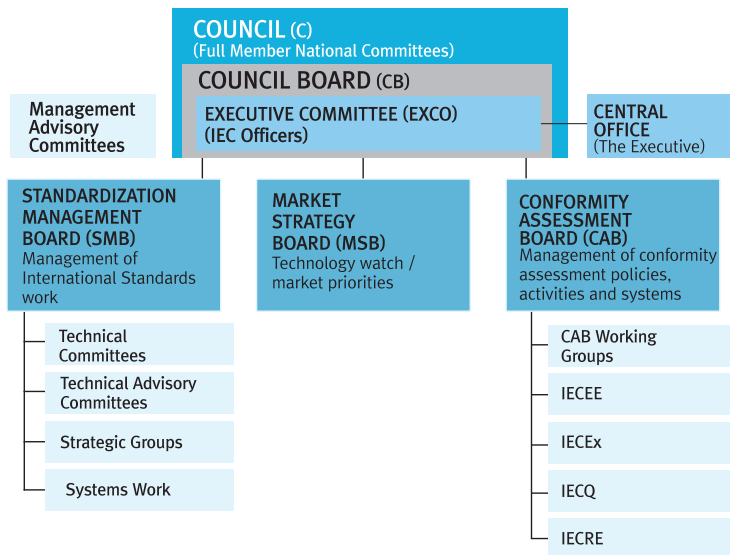 COUNCIL (C)
(Full Member National Committees)
COUNCIL BOARD (CB)
EXECUTIVE COMMITTEE (EXCO)
(IEC Officers)
Management
Advisory
Committees
CENTRAL
OFFICE
(The Executive)
STANDARDIZATION
MANAGEMENT
BOARD (SMB)
Management of
International Standards
work
MARKET
STRATEGY
BOARD (MSB)
Technology watch /
market priorities
CONFORMITY
ASSESSMENT
BOARD (CAB)
Management of conformity
assessment policies,
activities and systems
Technical
Committees
Technical Advisory
Committees
Strategic Groups
Systems Work
CAB Working
Groups
IECEE
IECEx
IECQ
IECRE